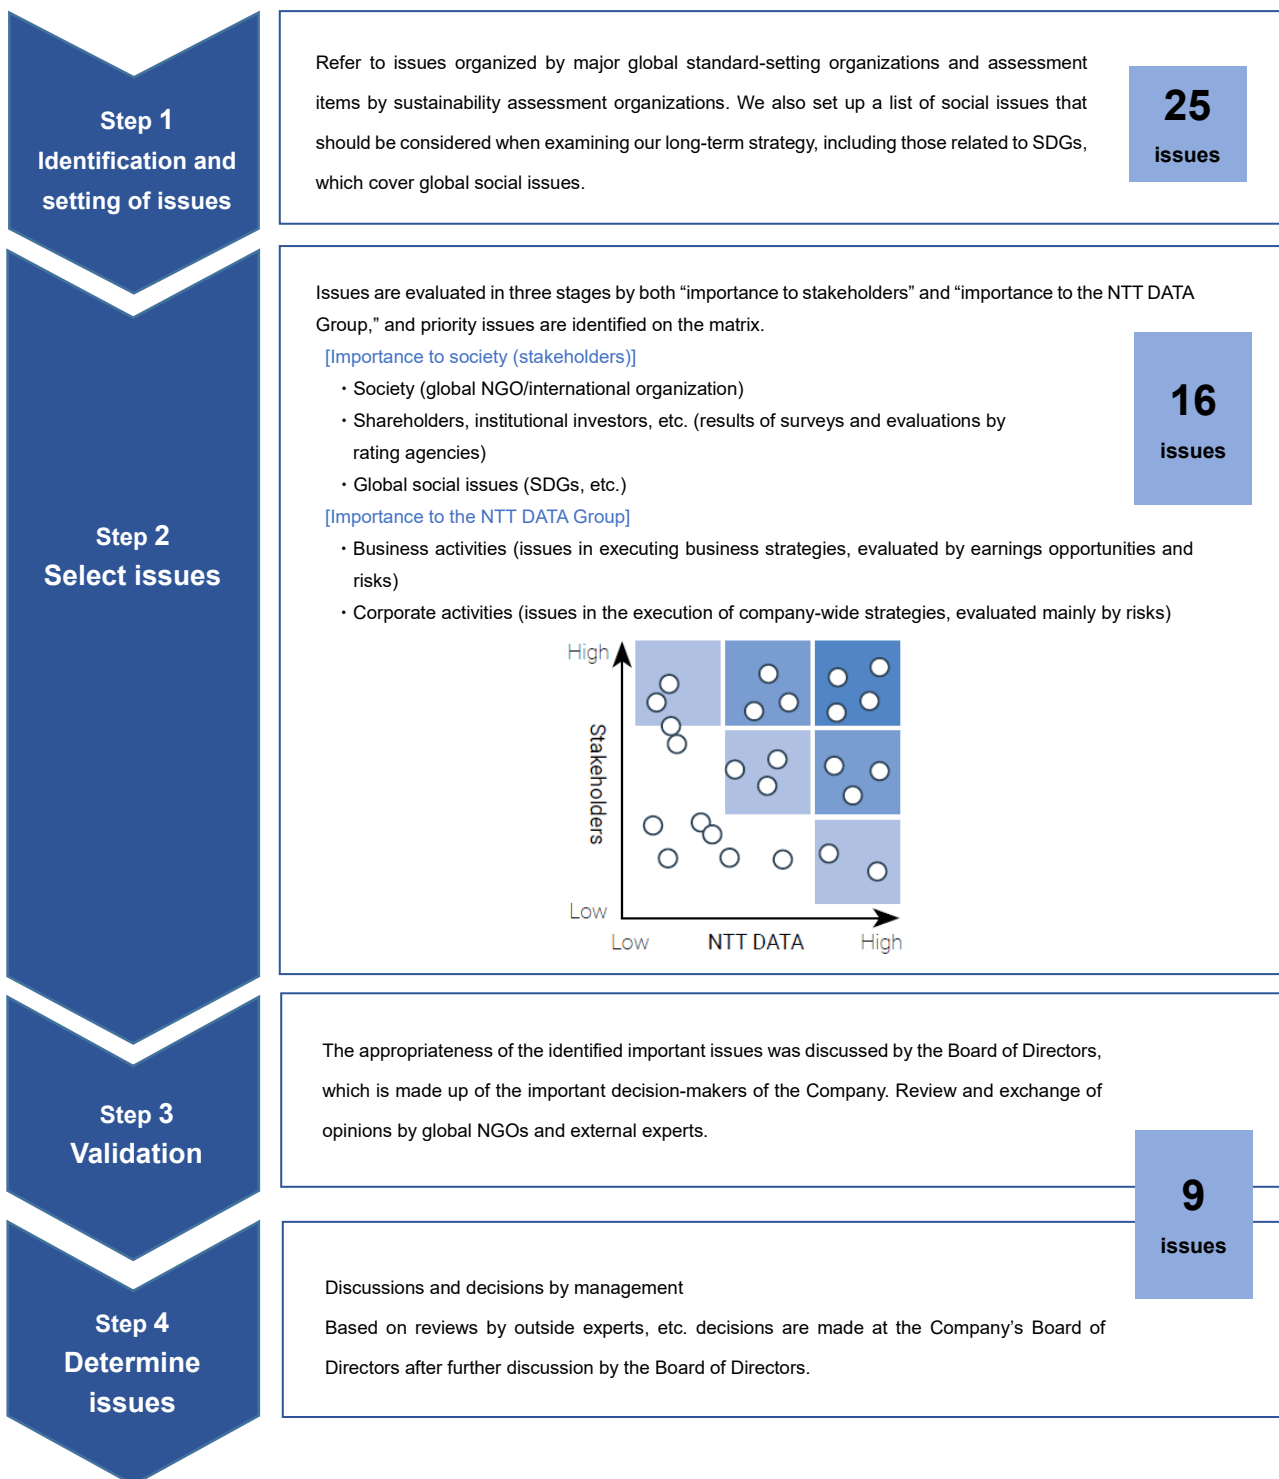 Step 1
Identification and
setting of issues
Refer to issues organized by major global standard-setting organizations and assessment
items by sustainability assessment organizations. We also set up a list of social issues that
should be considered when examining our long-term strategy, including those related to SDGs,
which cover global social issues.
25
issues
Step 2
Select issues
Issues are evaluated in three stages by both “importance to stakeholders” and “importance to the NTT DATA
Group,” and priority issues are identified on the matrix.
[Importance to society (stakeholders)]
・Society (global NGO/international organization)
・Shareholders, institutional investors, etc. (results of surveys and evaluations by
rating agencies)
・Global social issues (SDGs, etc.)
[Importance to the NTT DATA Group]
・Business activities (issues in executing business strategies, evaluated by earnings opportunities and
risks)
・Corporate activities (issues in the execution of company-wide strategies, evaluated mainly by risks)
16
issues
High
Stakeholders
Low
Low
NTT DATA
High
Step 3
Validation
The appropriateness of the identified important issues was discussed by the Board of Directors,
which is made up of the important decision-makers of the Company. Review and exchange of
opinions by global NGOs and external experts.
9
issues
Step 4
Determine
issues
Discussions and decisions by management
Based on reviews by outside experts, etc. decisions are made at the Company’s Board of
Directors after further discussion by the Board of Directors.